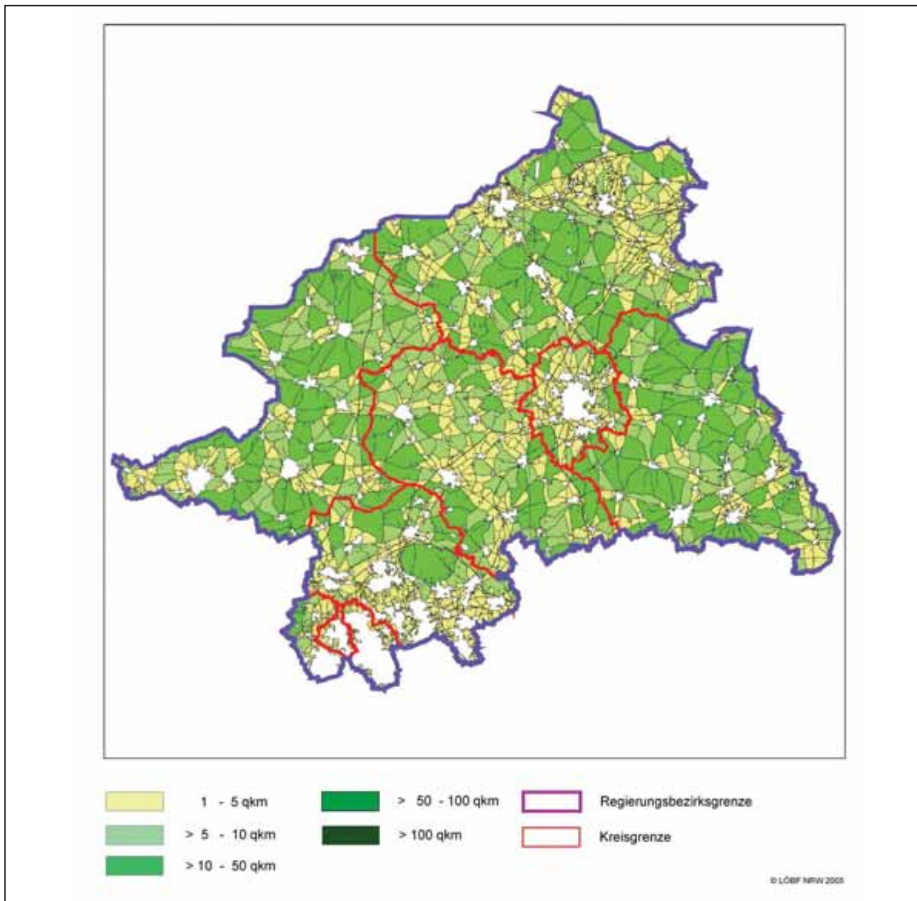 1 - 5 qkm
> 5 - 10 qkm
> 10 - 50 qkm
> 50 - 100 qkm
> 100 qkm
Regierungsbezirksgrenze
Kreisgrenze
© LÖBF NRW 2005